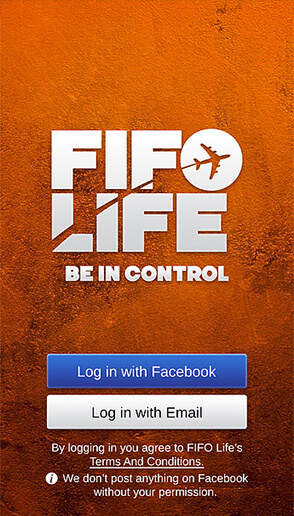 FIFO
LIFE
BE IN CONTROL
Log in with Facebook
Log in with Email
By logging in you agree to FIFO Life's
Terms And Conditions.
i We don't post anything on Facebook
without your permission.